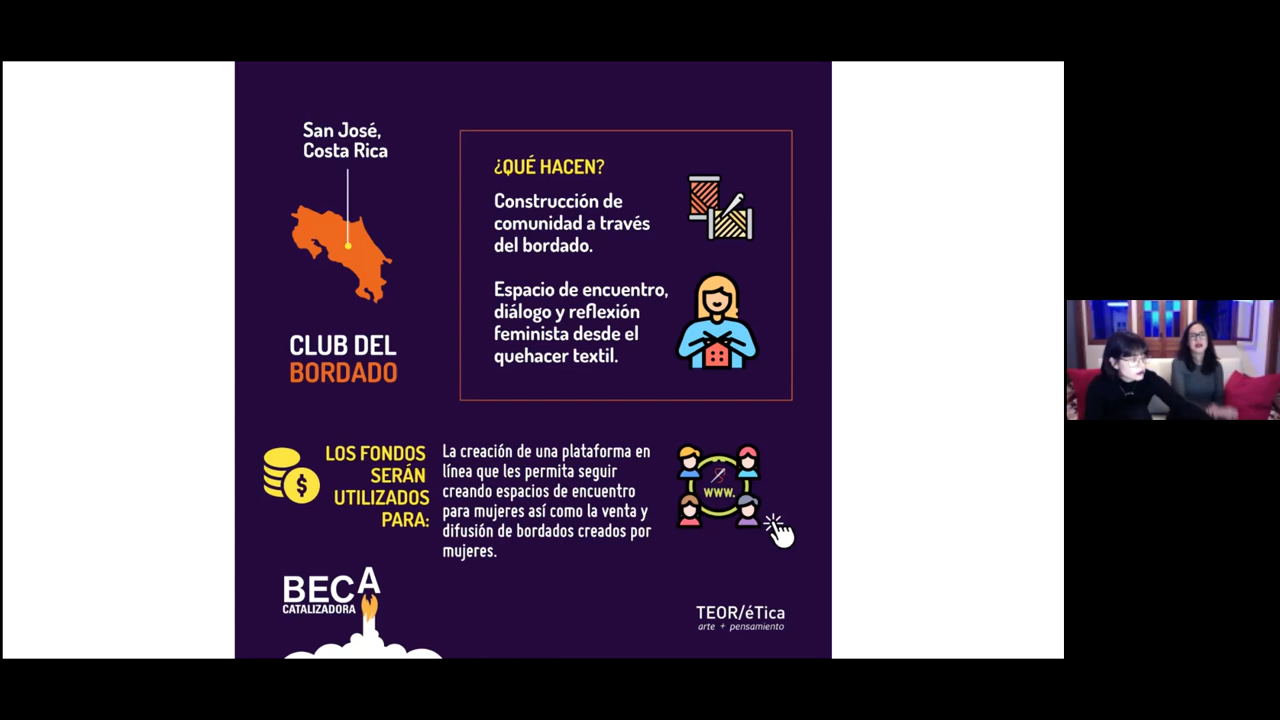 San José,
Costa Rica
CLUB DEL
BORDADO
¿QUÉ HACEN?
Construcción de
comunidad a través
del bordado.
Espacio de encuentro,
diálogo y reflexión
feminista desde el
quehacer textil.
LOS FONDOS
SERÁN
UTILIZADOS
PARA:
La creación de una plataforma en
línea que les permita seguir
creando espacios de encuentro
para mujeres así como la venta y
difusión de bordados creados por
mujeres.
$
www.
BECA
CATALIZADORA
TEOR/éTica
arte + pensamiento